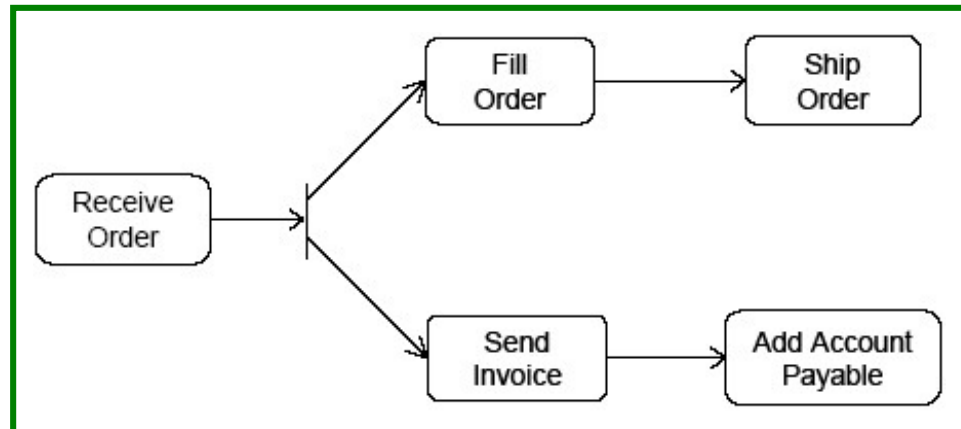 Fill
Order
Ship
Order
Receive
Order
Send
Invoice
Add Account
Payable